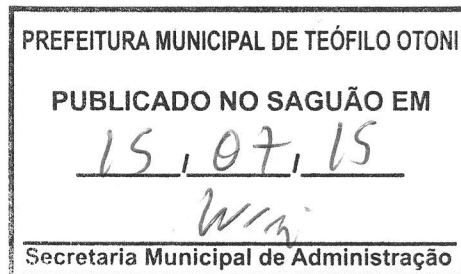 PREFEITURA MUNICIPAL DE TEÓFILO OTONI
PUBLICADO NO SAGUÃO EM
15, 07, 15
Secretaria Municipal de Administração